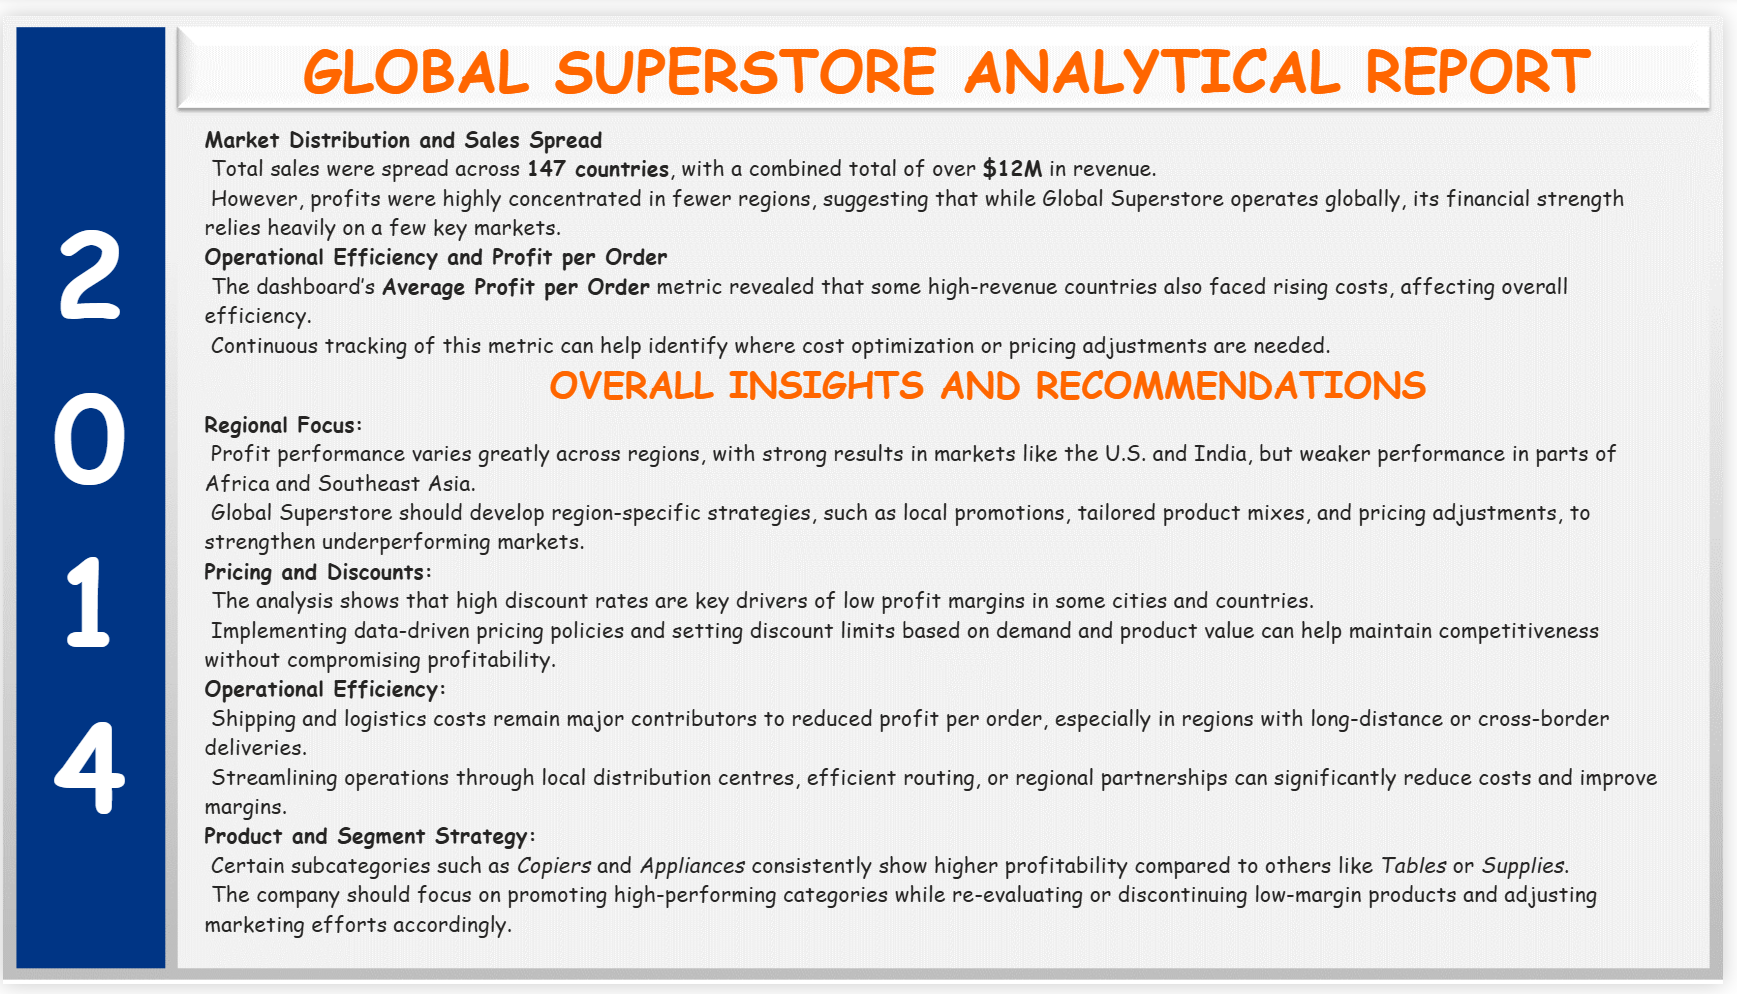 GLOBAL SUPERSTORE ANALYTICAL REPORT
2
0
1
4
Market Distribution and Sales Spread
Total sales were spread across 147 countries, with a combined total of over $12M in revenue.
However, profits were highly concentrated in fewer regions, suggesting that while Global Superstore operates globally, its financial strength
relies heavily on a few key markets.
Operational Efficiency and Profit per Order
The dashboard's Average Profit per Order metric revealed that some high-revenue countries also faced rising costs, affecting overall
efficiency.
Continuous tracking of this metric can help identify where cost optimization or pricing adjustments are needed.
OVERALL INSIGHTS AND RECOMMENDATIONS
Regional Focus:
Profit performance varies greatly across regions, with strong results in markets like the U.S. and India, but weaker performance in parts of
Africa and Southeast Asia.
Global Superstore should develop region-specific strategies, such as local promotions, tailored product mixes, and pricing adjustments, to
strengthen underperforming markets.
Pricing and Discounts:
The analysis shows that high discount rates are key drivers of low profit margins in some cities and countries.
Implementing data-driven pricing policies and setting discount limits based on demand and product value can help maintain competitiveness
without compromising profitability.
Operational Efficiency:
Shipping and logistics costs remain major contributors to reduced profit per order, especially in regions with long-distance or cross-border
deliveries.
Streamlining operations through local distribution centres, efficient routing, or regional partnerships can significantly reduce costs and improve
margins.
Product and Segment Strategy:
Certain subcategories such as Copiers and Appliances consistently show higher profitability compared to others like Tables or Supplies.
The company should focus on promoting high-performing categories while re-evaluating or discontinuing low-margin products and adjusting
marketing efforts accordingly.